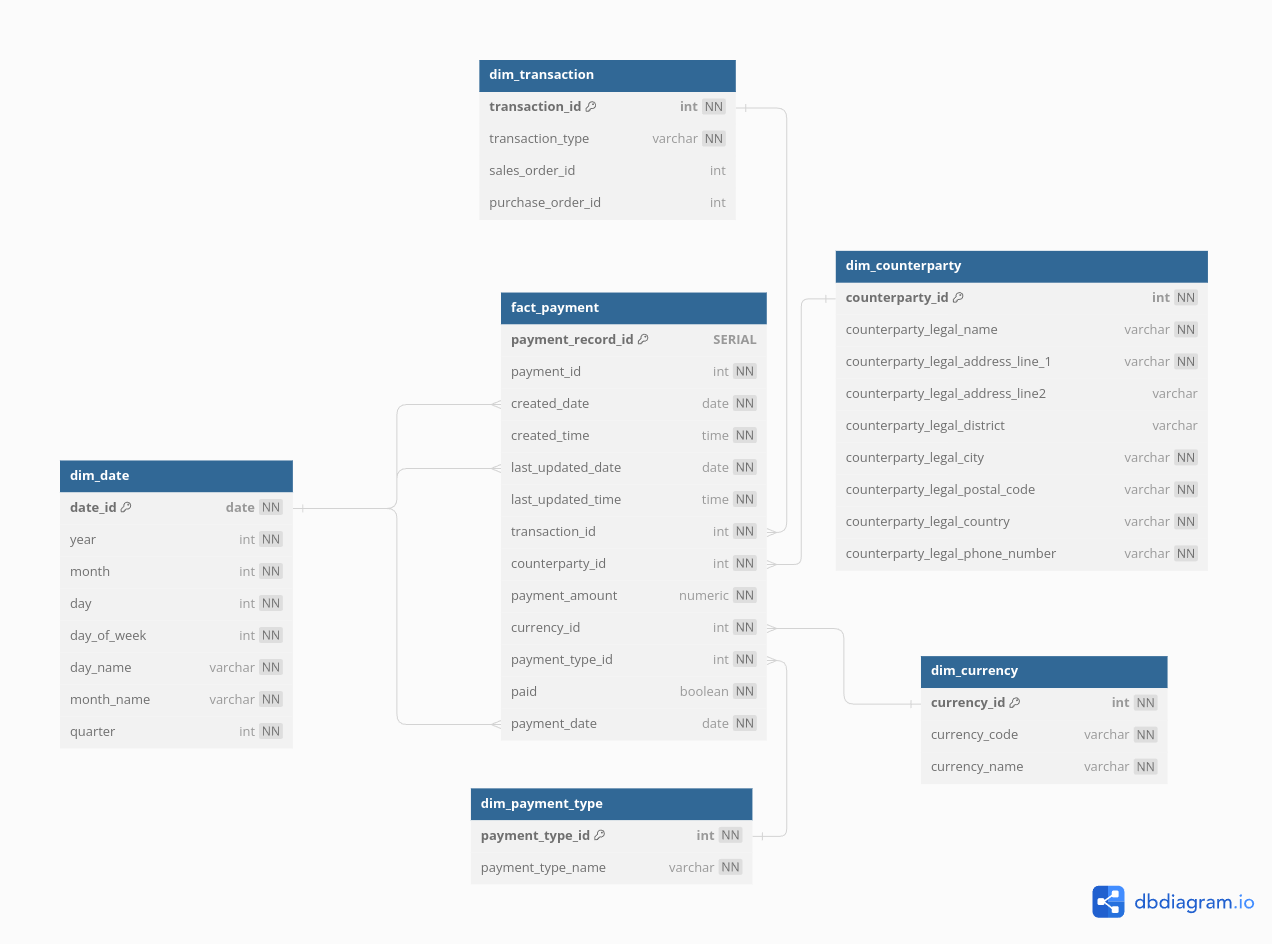 dim_transaction
transaction_id int NN
transaction_type varchar NN
sales_order_id int
purchase_order_id int
dim_counterparty
counterparty_id int NN
counterparty_legal_name varchar NN
counterparty_legal_address_line_1 varchar NN
counterparty_legal_address_line2 varchar
counterparty_legal_district varchar
counterparty_legal_city varchar NN
counterparty_legal_postal_code varchar NN
counterparty_legal_country varchar NN
counterparty_legal_phone_number varchar NN
fact_payment
payment_record_id SERIAL
payment_id int NN
created_date date NN
created_time time NN
last_updated_date date NN
last_updated_time time NN
transaction_id int NN
counterparty_id int NN
payment_amount numeric NN
currency_id int NN
payment_type_id int NN
paid boolean NN
payment_date date NN
dim_date
date_id date NN
year int NN
month int NN
day int NN
day_of_week int NN
day_name varchar NN
month_name varchar NN
quarter int NN
dim_currency
currency_id int NN
currency_code varchar NN
currency_name varchar NN
dim_payment_type
payment_type_id int NN
payment_type_name varchar NN
dbdiagram.io